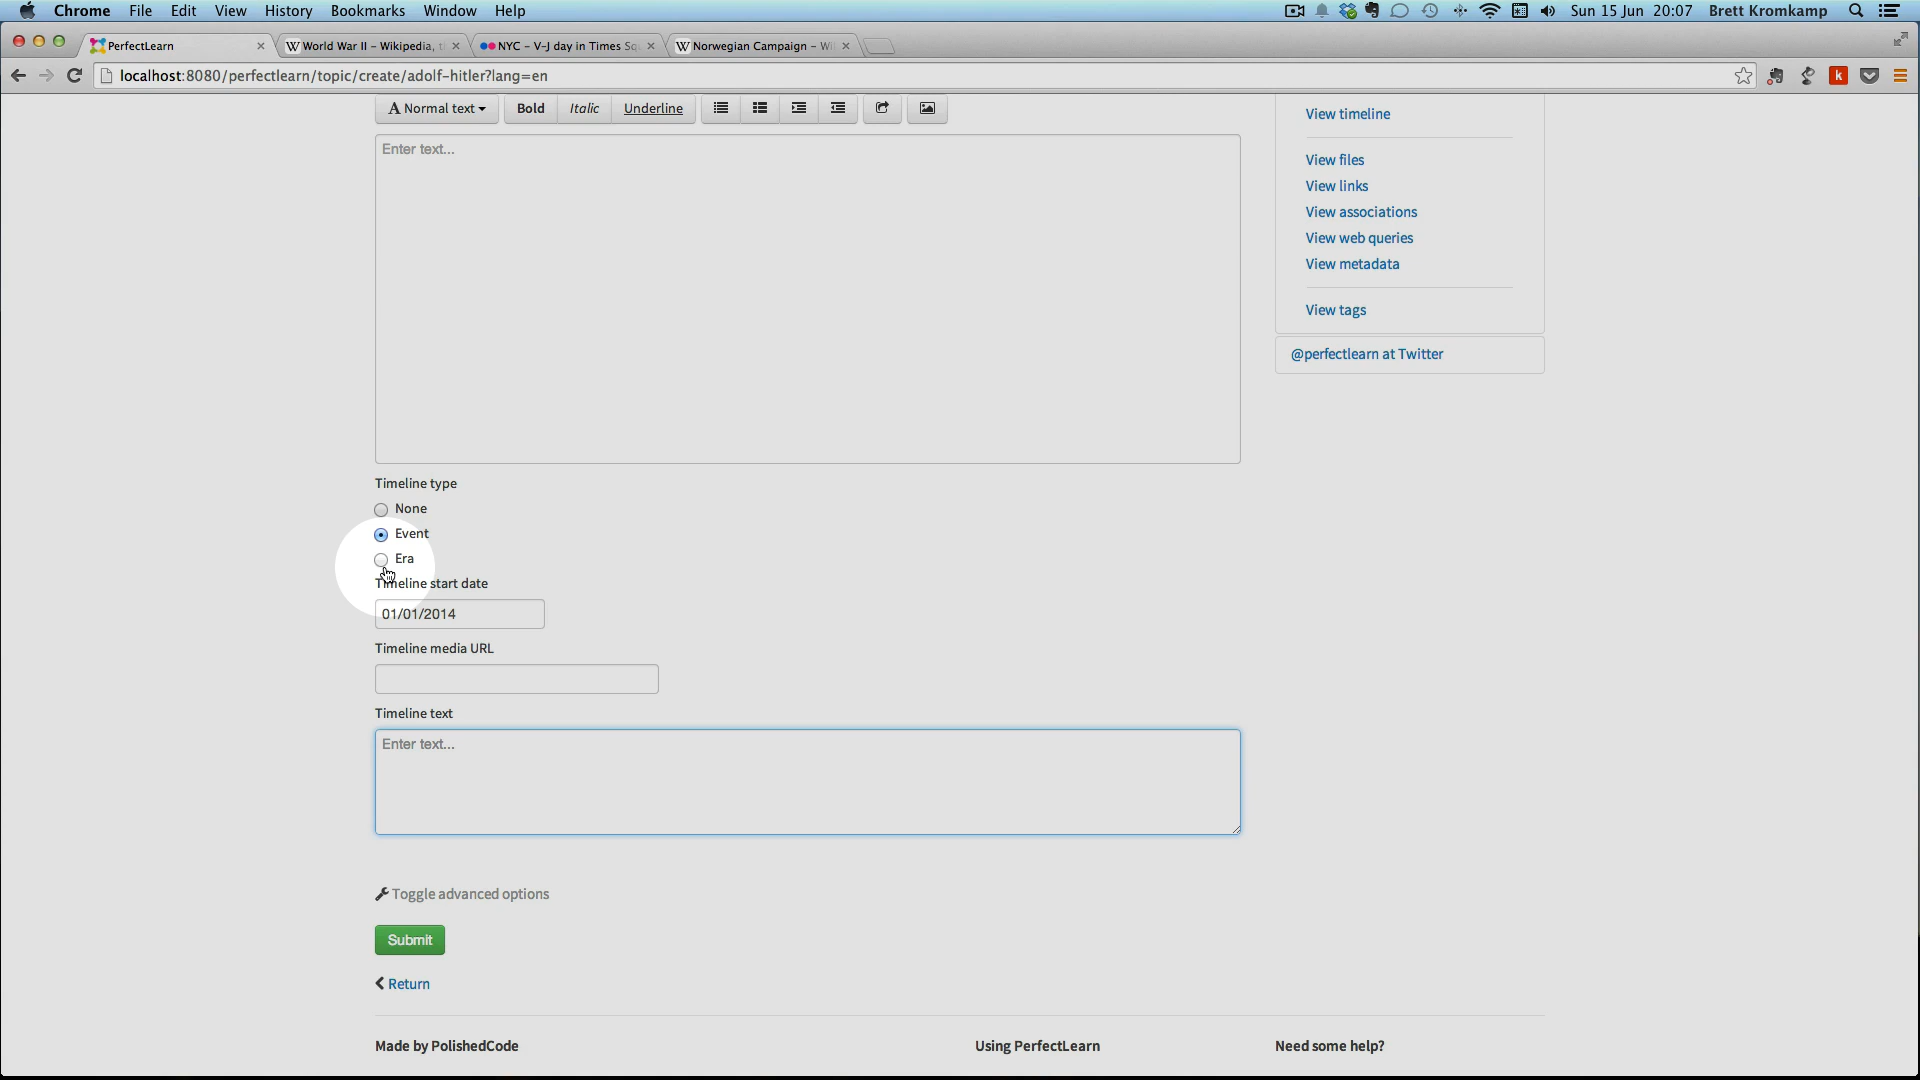 Chrome File Edit View History Bookmarks Window Help Sun 15 Jun 20:07 Brett Kromkamp
PerfectLearn World War II – Wikipedia, t NYC – V-J day in Times Sq Norwegian Campaign – Wi
localhost:8080/perfectlearn/topic/create/adolf-hitler?lang=en
A Normal text Bold Italic Underline
Enter text...
View timeline
View files
View links
View associations
View web queries
View metadata
View tags
@perfectlearn at Twitter
Timeline type
None
Event
Era
Timeline start date
01/01/2014
Timeline media URL
Timeline text
Enter text...
Toggle advanced options
Submit
Return
Made by PolishedCode Using PerfectLearn Need some help?